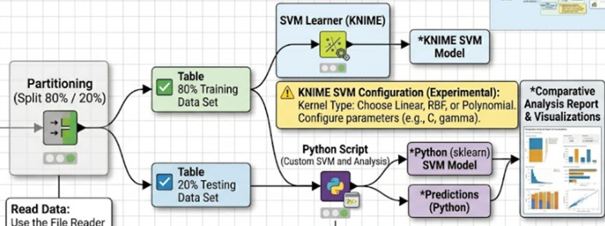 Partitioning
(Split 80% / 20%)
Read Data:
Use the File Reader
Table
80% Training
Data Set
Table
20% Testing
Data Set
SVM Learner (KNIME)
*KNIME SVM
Model
KNIME SVM Configuration (Experimental):
Kernel Type: Choose Linear, RBF, or Polynomial.
Configure parameters (e.g., C, gamma).
Python Script
(Custom SVM and Analysis)
*Python (sklearn)
SVM Model
*Predictions
(Python)
*Comparative
Analysis Report
& Visualizations